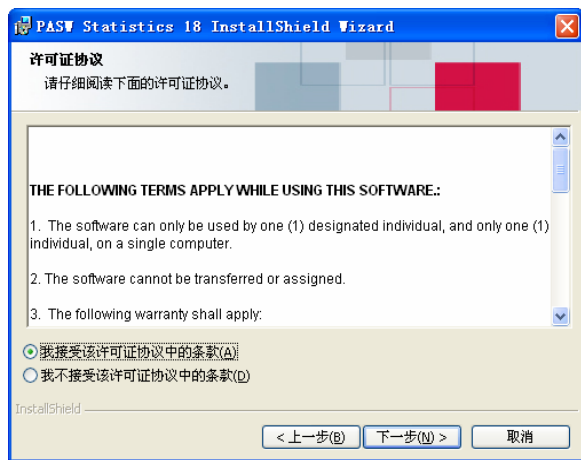 PASW Statistics 18 InstallShield Wizard
许可证协议
请仔细阅读下面的许可证协议。
THE FOLLOWING TERMS APPLY WHILE USING THIS SOFTWARE.:
1. The software can only be used by one (1) designated individual, and only one (1)
individual, on a single computer.
2. The software cannot be transferred or assigned.
3. The following warranty shall apply:
我接受该许可证协议中的条款(A)
我不接受该许可证协议中的条款(D)
InstallShield
< 上一步(B)
下一步(N) >
取消